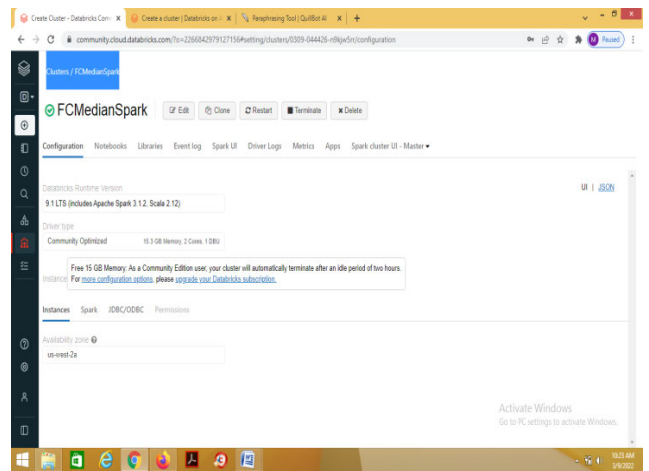 Create Cluster - Databricks Com
Create a cluster | Databricks on
Paraphrasing Tool | QuillBot AI
community.cloud.databricks.com/?o=2266842979127156#setting/clusters/0309-044426-n9kjw5rr/configuration
Paused
Clusters / FCMedianSpark
FCMedianSpark
Edit
Clone
Restart
Terminate
Delete
Configuration
Notebooks
Libraries
Event log
Spark UI
Driver Logs
Metrics
Apps
Spark cluster UI - Master
Databricks Runtime Version
UI | JSON
9.1 LTS (includes Apache Spark 3.1.2, Scala 2.12)
Driver type
Community Optimized
15.3 GB Memory, 2 Cores, 1 DBU
Free 15 GB Memory: As a Community Edition user, your cluster will automatically terminate after an idle period of two hours.
Instance
For more configuration options, please upgrade your Databricks subscription.
Instances
Spark
JDBC/ODBC
Permissions
Availability zone
us-west-2a
Activate Windows
Go to PC settings to activate Windows.
10:23 AM
3/9/2022